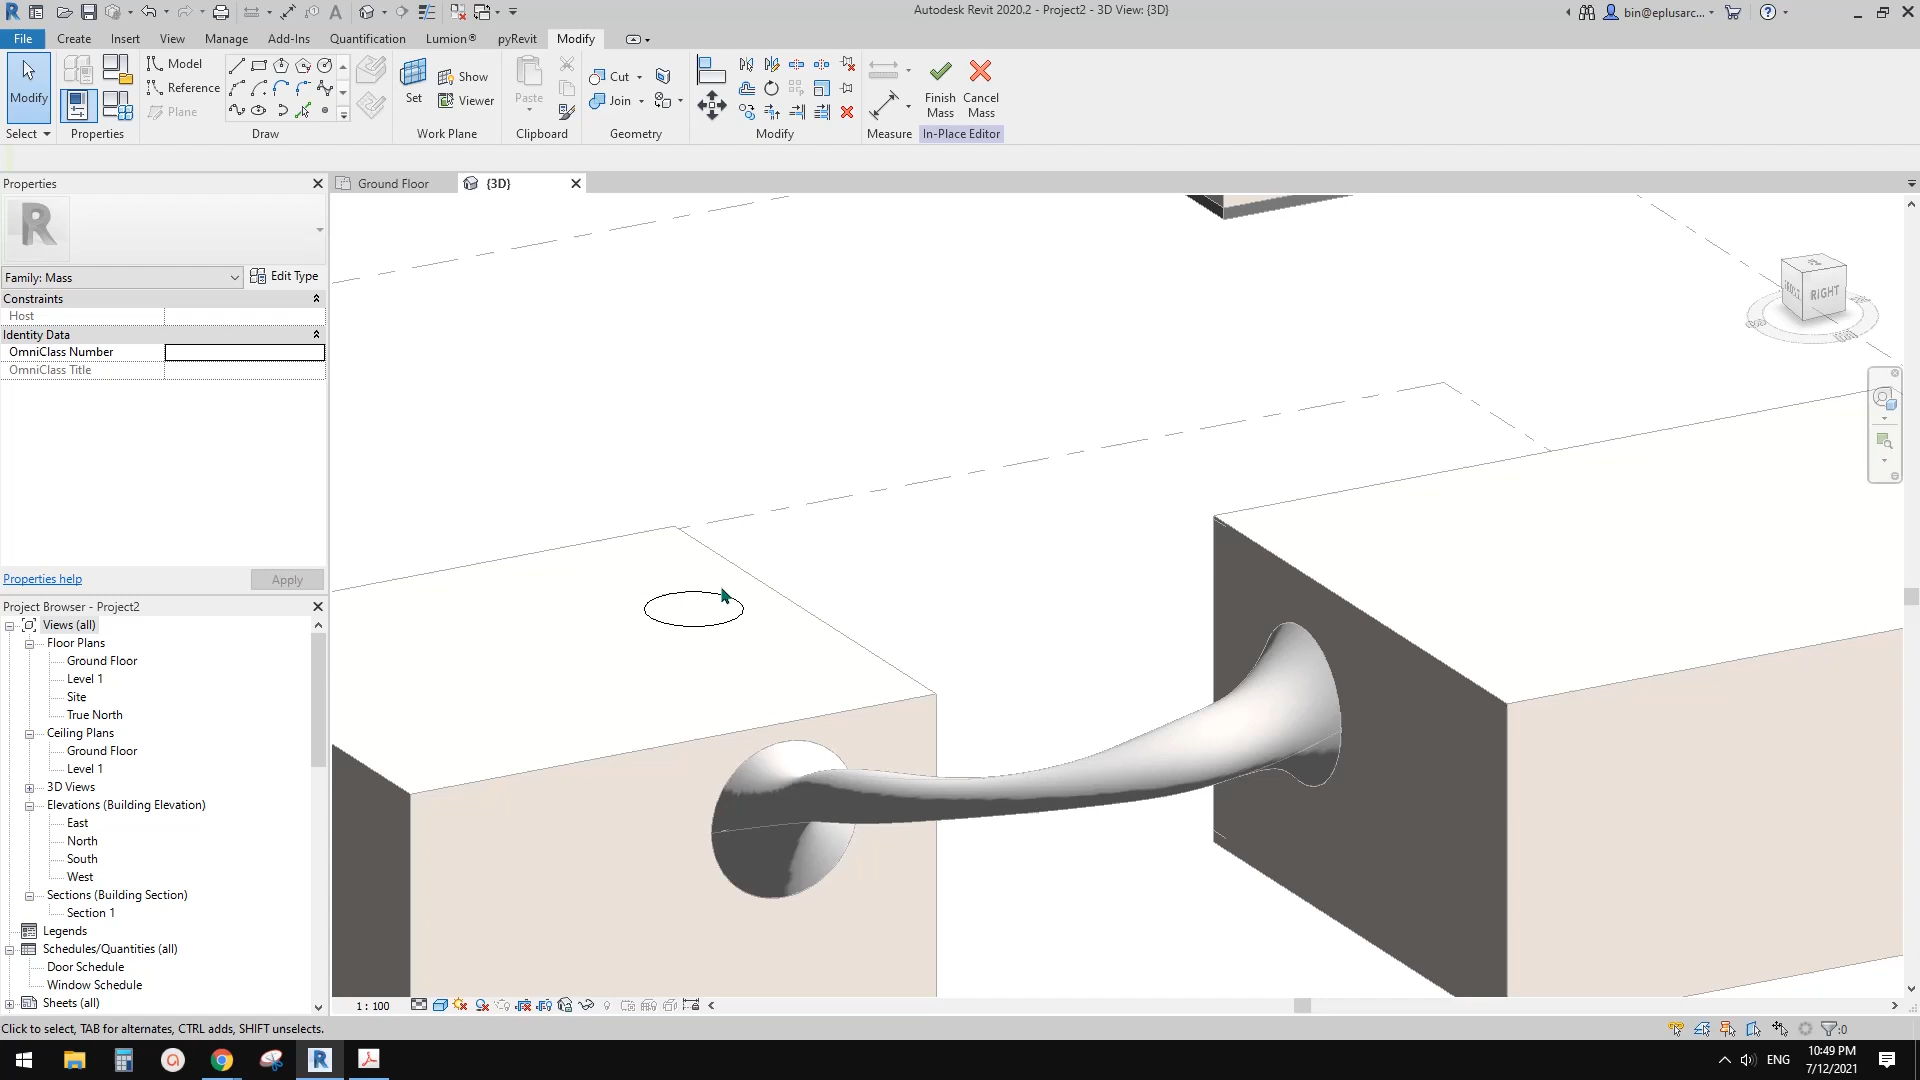 Autodesk Revit 2020.2 - Project2 - 3D View: {3D}
bin@eplusarc...
File
Create
Insert
View
Manage
Add-Ins
Quantification
Lumion®
pyRevit
Modify
Modify
Select
Properties
Model
Reference
Plane
Draw
Set
Show
Viewer
Work Plane
Paste
Clipboard
Cut
Join
Geometry
Modify
Measure
Finish Mass
Cancel Mass
In-Place Editor
Properties
Ground Floor
{3D}
Family: Mass
Edit Type
Constraints
Host
Identity Data
OmniClass Number
OmniClass Title
Properties help
Apply
RIGHT
Project Browser - Project2
Views (all)
Floor Plans
Ground Floor
Level 1
Site
True North
Ceiling Plans
Ground Floor
Level 1
3D Views
Elevations (Building Elevation)
East
North
South
West
Sections (Building Section)
Section 1
Legends
Schedules/Quantities (all)
Door Schedule
Window Schedule
Sheets (all)
1 : 100
Click to select, TAB for alternates, CTRL adds, SHIFT unselects.
:0
ENG
10:49 PM
7/12/2021